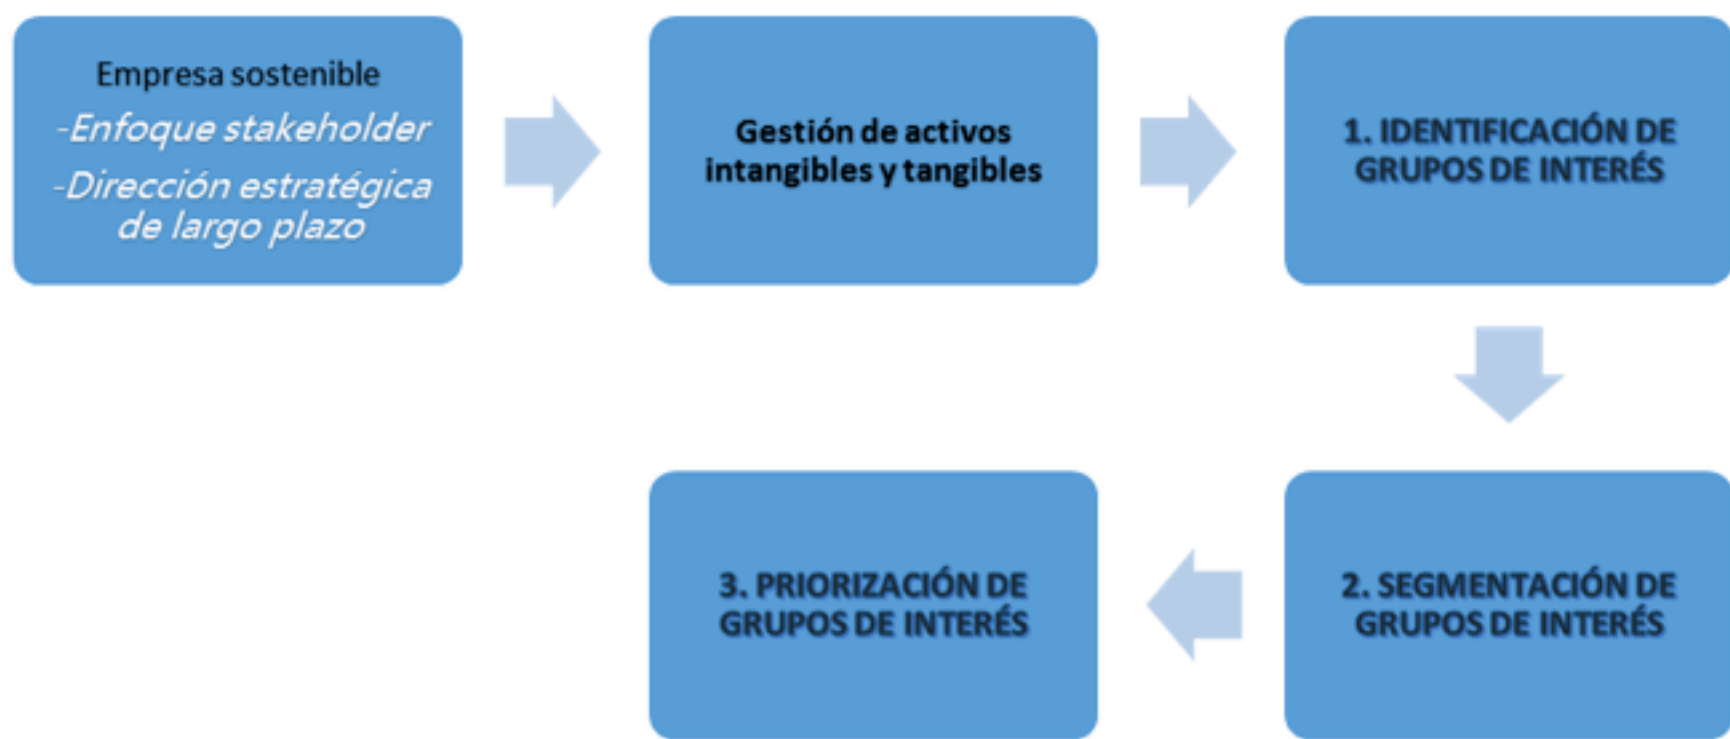 Empresa sostenible
-Enfoque stakeholder
-Dirección estratégica
de largo plazo
Gestión de activos
intangibles y tangibles
1. IDENTIFICACIÓN DE
GRUPOS DE INTERÉS
2. SEGMENTACIÓN DE
GRUPOS DE INTERÉS
3. PRIORIZACIÓN DE
GRUPOS DE INTERÉS